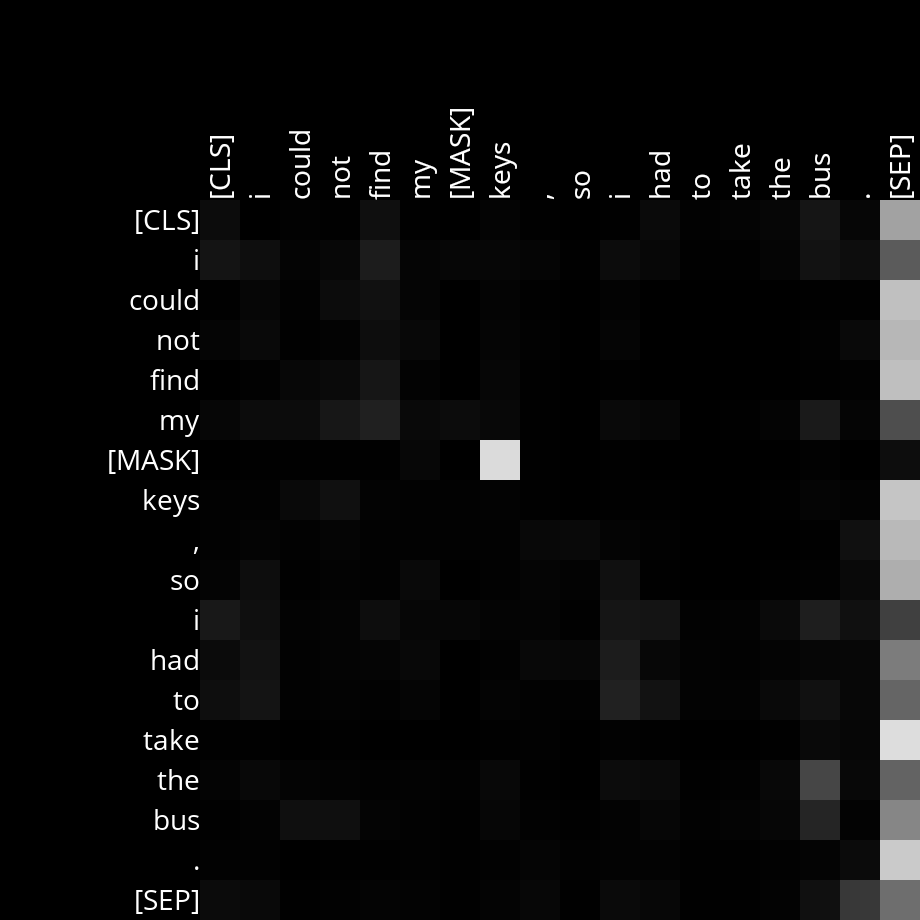 [CLS] i could not find my [MASK] keys , so i had to take the bus . [SEP]
[CLS]
i
could
not
find
my
[MASK]
keys
,
so
i
had
to
take
the
bus
.
[SEP]